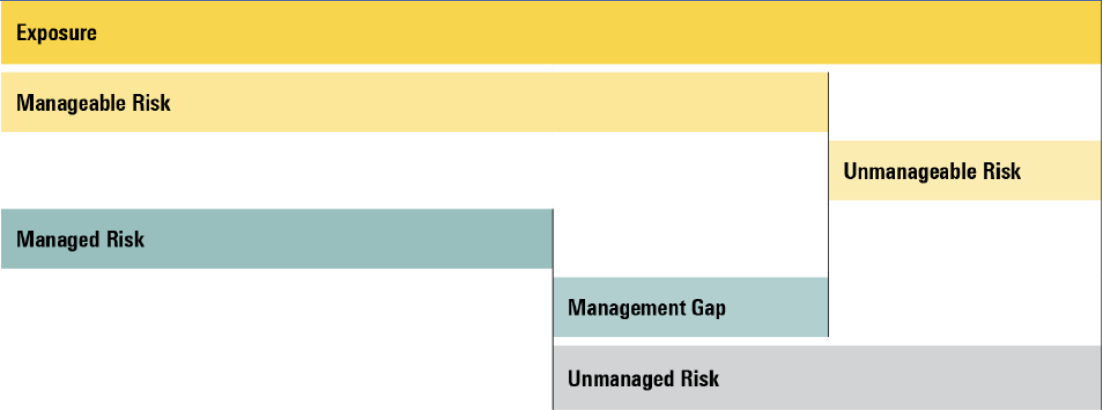 Exposure
Manageable Risk
Unmanageable Risk
Managed Risk
Management Gap
Unmanaged Risk